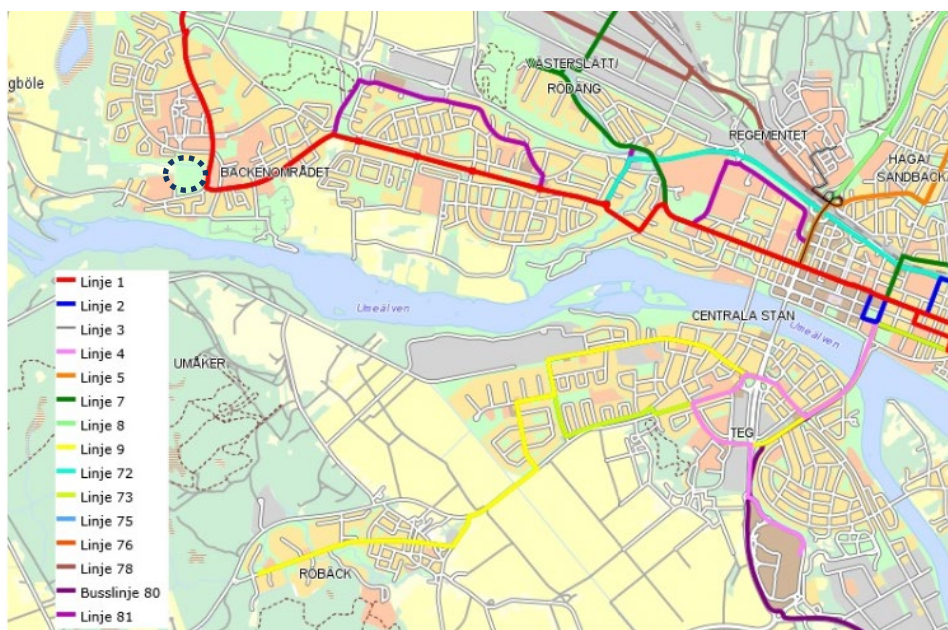 VÄSTERSLÄTT/
RÖDÄNG
gböle
REGEMENTET
HAGA/
SANDBACK
BACKENOMRÅDET
Linje 1
Linje 2
Linje 3
Linje 4
Linje 5
Linje 7
Linje 8
Linje 9
Linje 72
Linje 73
Linje 75
Linje 76
Linje 78
Busslinje 80
Linje 81
Umeälven
CENTRALA STAN
Umeälven
UMÅKER
TEG
RÖBÄCK